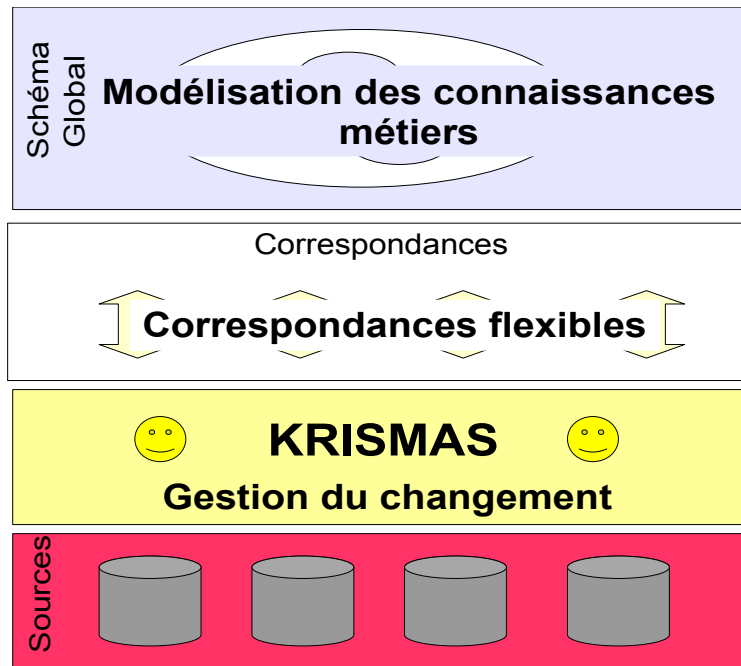 Schéma
Global
Modélisation des connaissances
métiers
Correspondances
Correspondances flexibles
KRISMAS
Gestion du changement
Sources